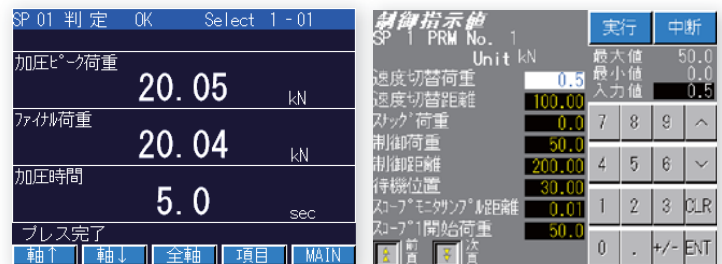 SP 01 判 定 OK Select 1-01
加圧ピーク荷重
20.05 kN
ファイナル荷重
20.04 kN
加圧時間
5.0 sec
プレス完了
軸↑ 軸↓ 全軸 項目 MAIN
制御指示値
SP 1 PRM No. 1
Unit kN
速度切替荷重 0.5
速度切替距離 100.00
スナッグ荷重 0.0
制御荷重 50.0
制御距離 200.00
待機位置 30.00
スコープモニタサンプル距離 0.01
スコープ1開始荷重 50.0
前頁 次頁
実行 中断
最大値 50.0
最小値 0.0
入力値 0.5
7 8 9 ^
4 5 6 ˅
1 2 3 CLR
0 . +/- ENT